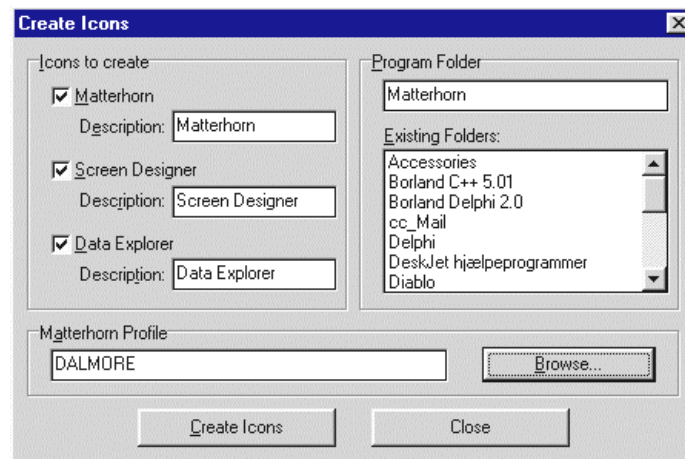 Create Icons
Icons to create
Matterhorn
Description: Matterhorn
Screen Designer
Description: Screen Designer
Data Explorer
Description: Data Explorer
Program Folder
Matterhorn
Existing Folders:
Accessories
Borland C++ 5.01
Borland Delphi 2.0
cc_Mail
Delphi
DeskJet hjælpeprogrammer
Diablo
Matterhorn Profile
DALMORE
Browse...
Create Icons
Close